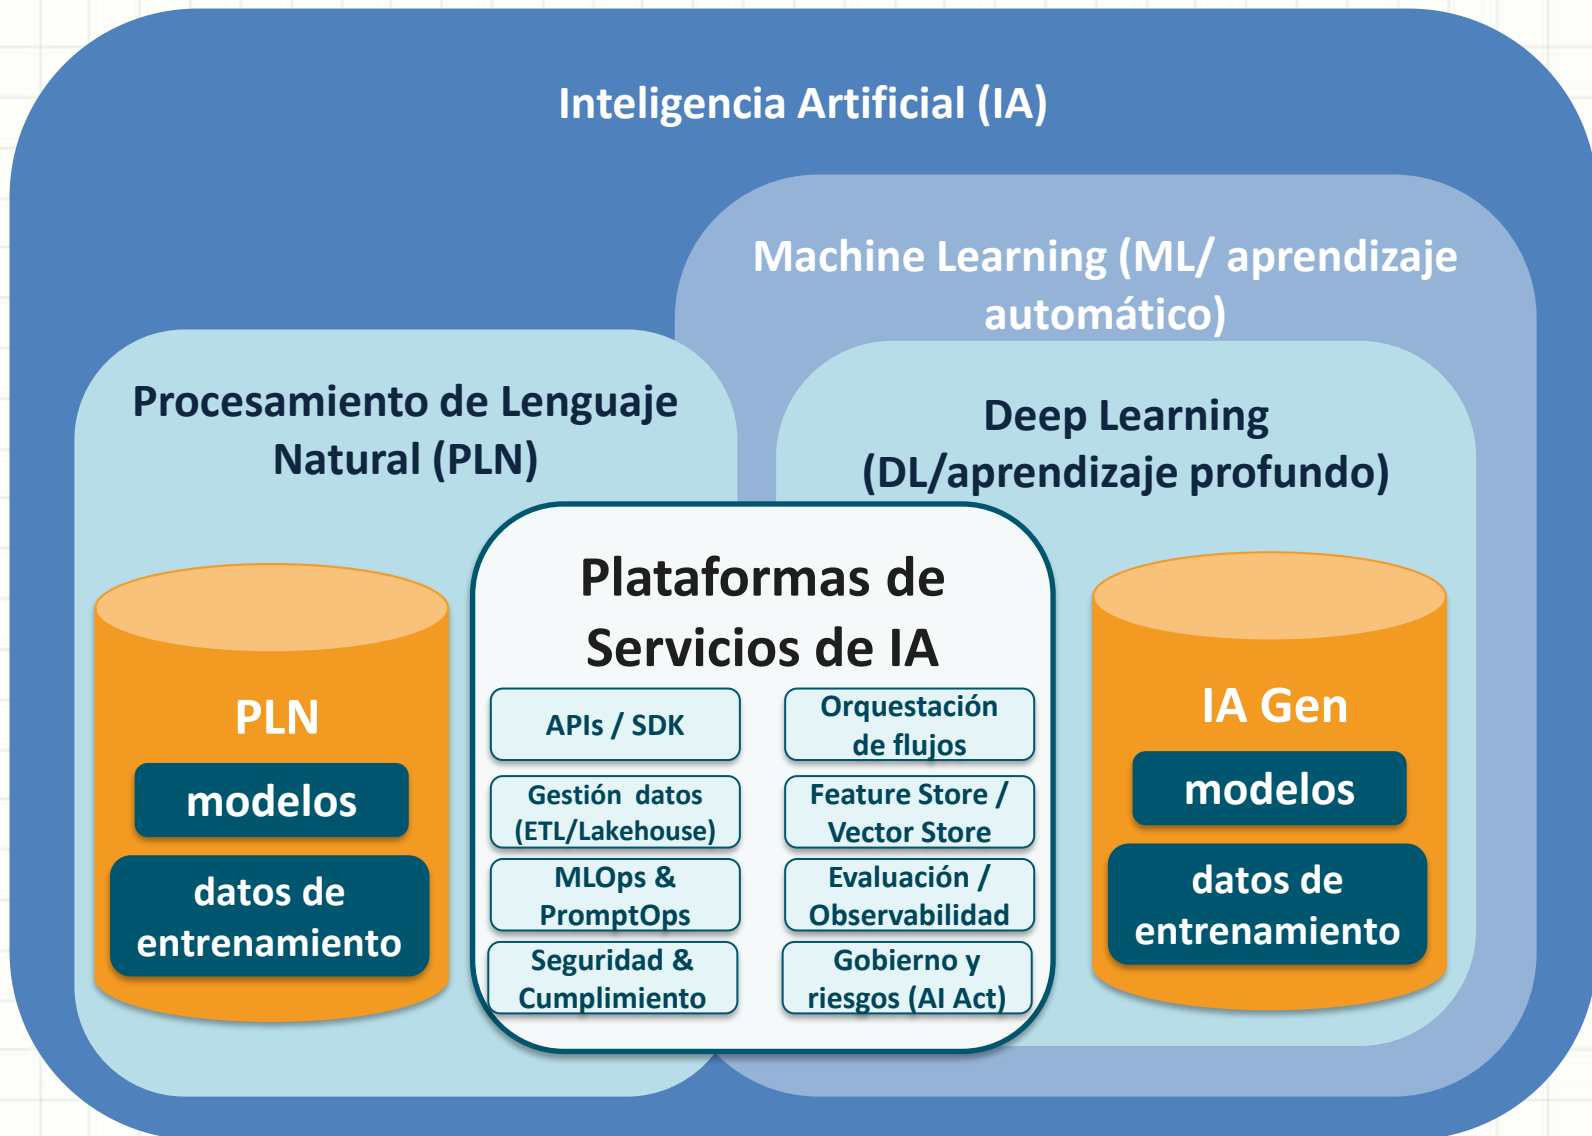 Inteligencia Artificial (IA)
Machine Learning (ML/ aprendizaje
automático)
Procesamiento de Lenguaje
Natural (PLN)
Deep Learning
(DL/aprendizaje profundo)
Plataformas de
Servicios de IA
PLN
modelos
datos de
entrenamiento
APIs / SDK
Orquestación
de flujos
Gestión  datos
(ETL/Lakehouse)
Feature Store /
Vector Store
MLOps &
PromptOps
Evaluación /
Observabilidad
Seguridad &
Cumplimiento
Gobierno y
riesgos (AI Act)
IA Gen
modelos
datos de
entrenamiento